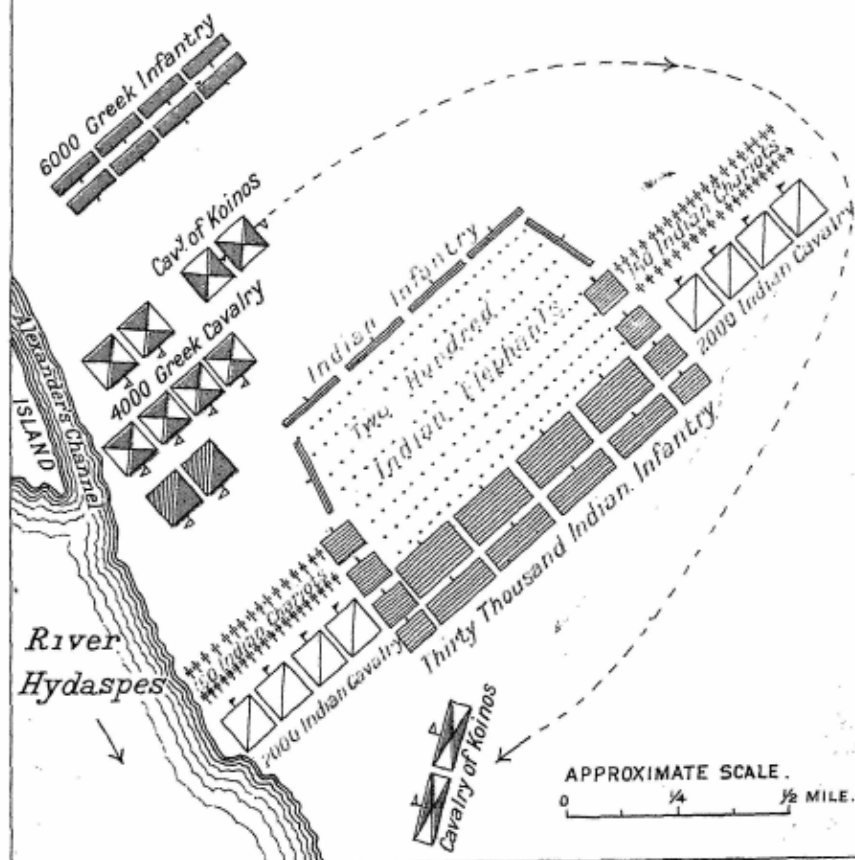 6000 Greek Infantry
Cavy. of Koinos
4000 Greek Cavalry
Alexander's Channel
ISLAND
Indian Infantry
Two Hundred
Indian Elephants
150 Indian Chariots
2000 Indian Cavalry
Thirty Thousand Indian Infantry
150 Indian Chariots
2000 Indian Cavalry
Cavalry of Koinos
River
Hydaspes
APPROXIMATE SCALE.
0 1/4 1/2 MILE.